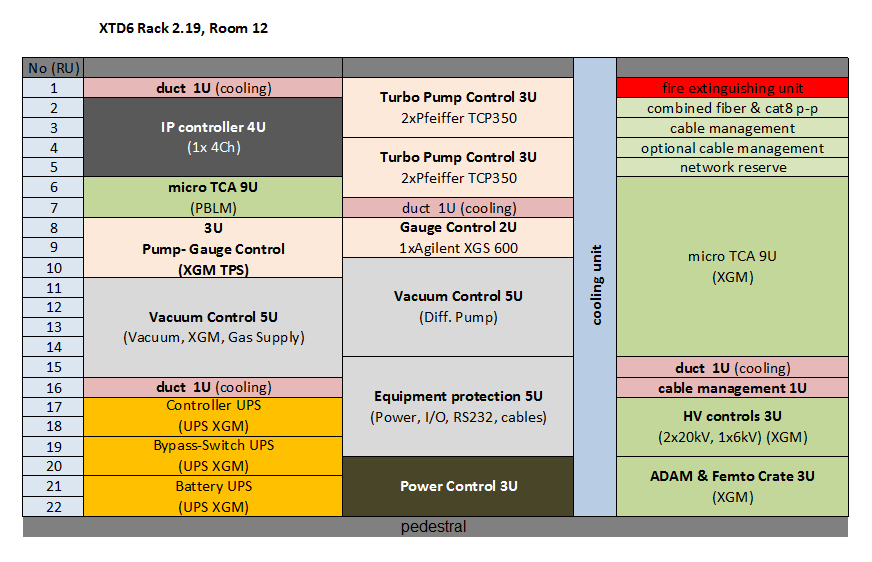 XTD6 Rack 2.19, Room 12
No (RU)
1
2
3
4
5
6
7
8
9
10
11
12
13
14
15
16
17
18
19
20
21
22
duct 1U (cooling)
IP controller 4U
(1x 4Ch)
micro TCA 9U
(PBLM)
3U
Pump- Gauge Control
(XGM TPS)
Vacuum Control 5U
(Vacuum, XGM, Gas Supply)
duct 1U (cooling)
Controller UPS
(UPS XGM)
Bypass-Switch UPS
(UPS XGM)
Battery UPS
(UPS XGM)
Turbo Pump Control 3U
2xPfeiffer TCP350
Turbo Pump Control 3U
2xPfeiffer TCP350
duct 1U (cooling)
Gauge Control 2U
1xAgilent XGS 600
Vacuum Control 5U
(Diff. Pump)
Equipment protection 5U
(Power, I/O, RS232, cables)
Power Control 3U
cooling unit
fire extinguishing unit
combined fiber & cat8 p-p
cable management
optional cable management
network reserve
micro TCA 9U
(XGM)
duct 1U (cooling)
cable management 1U
HV controls 3U
(2x20kV, 1x6kV) (XGM)
ADAM & Femto Crate 3U
(XGM)
pedestral